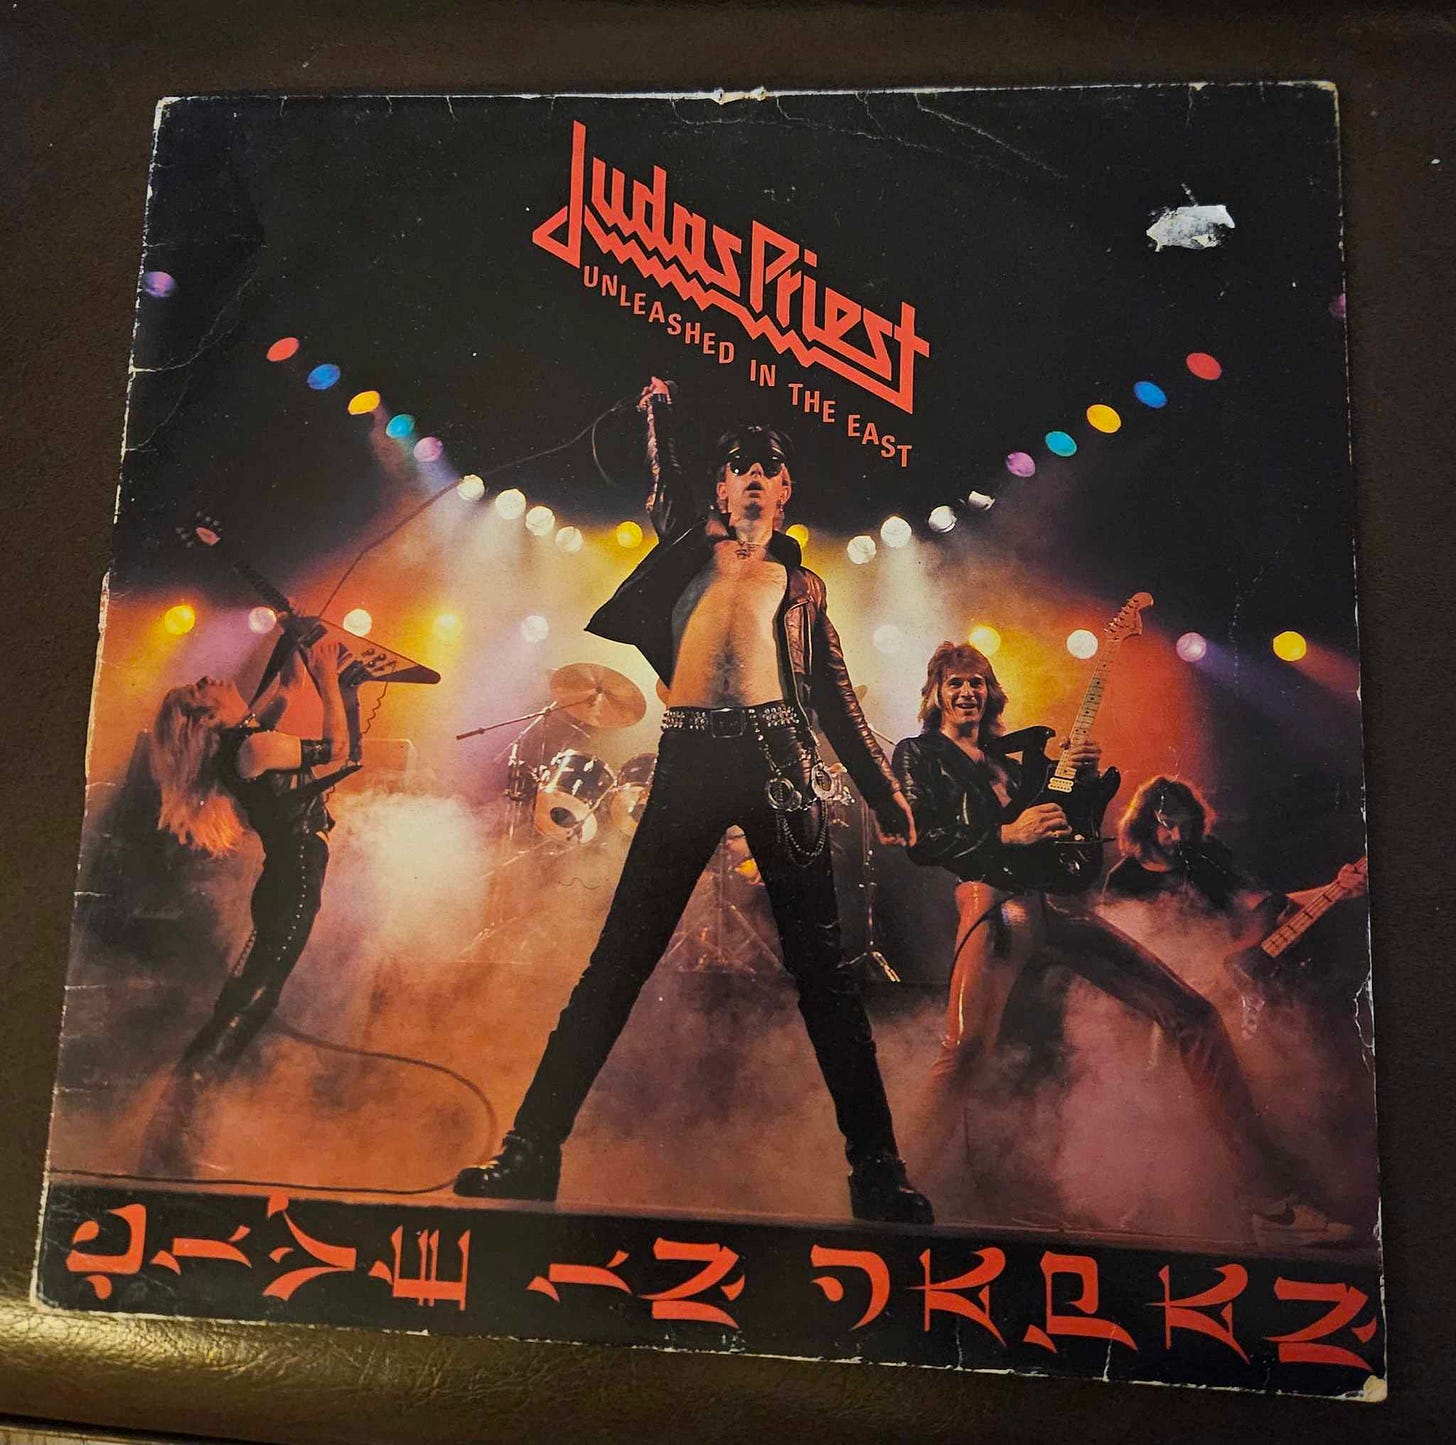 Judas Priest
UNLEASHED IN THE EAST
LIVE IN JAPAN